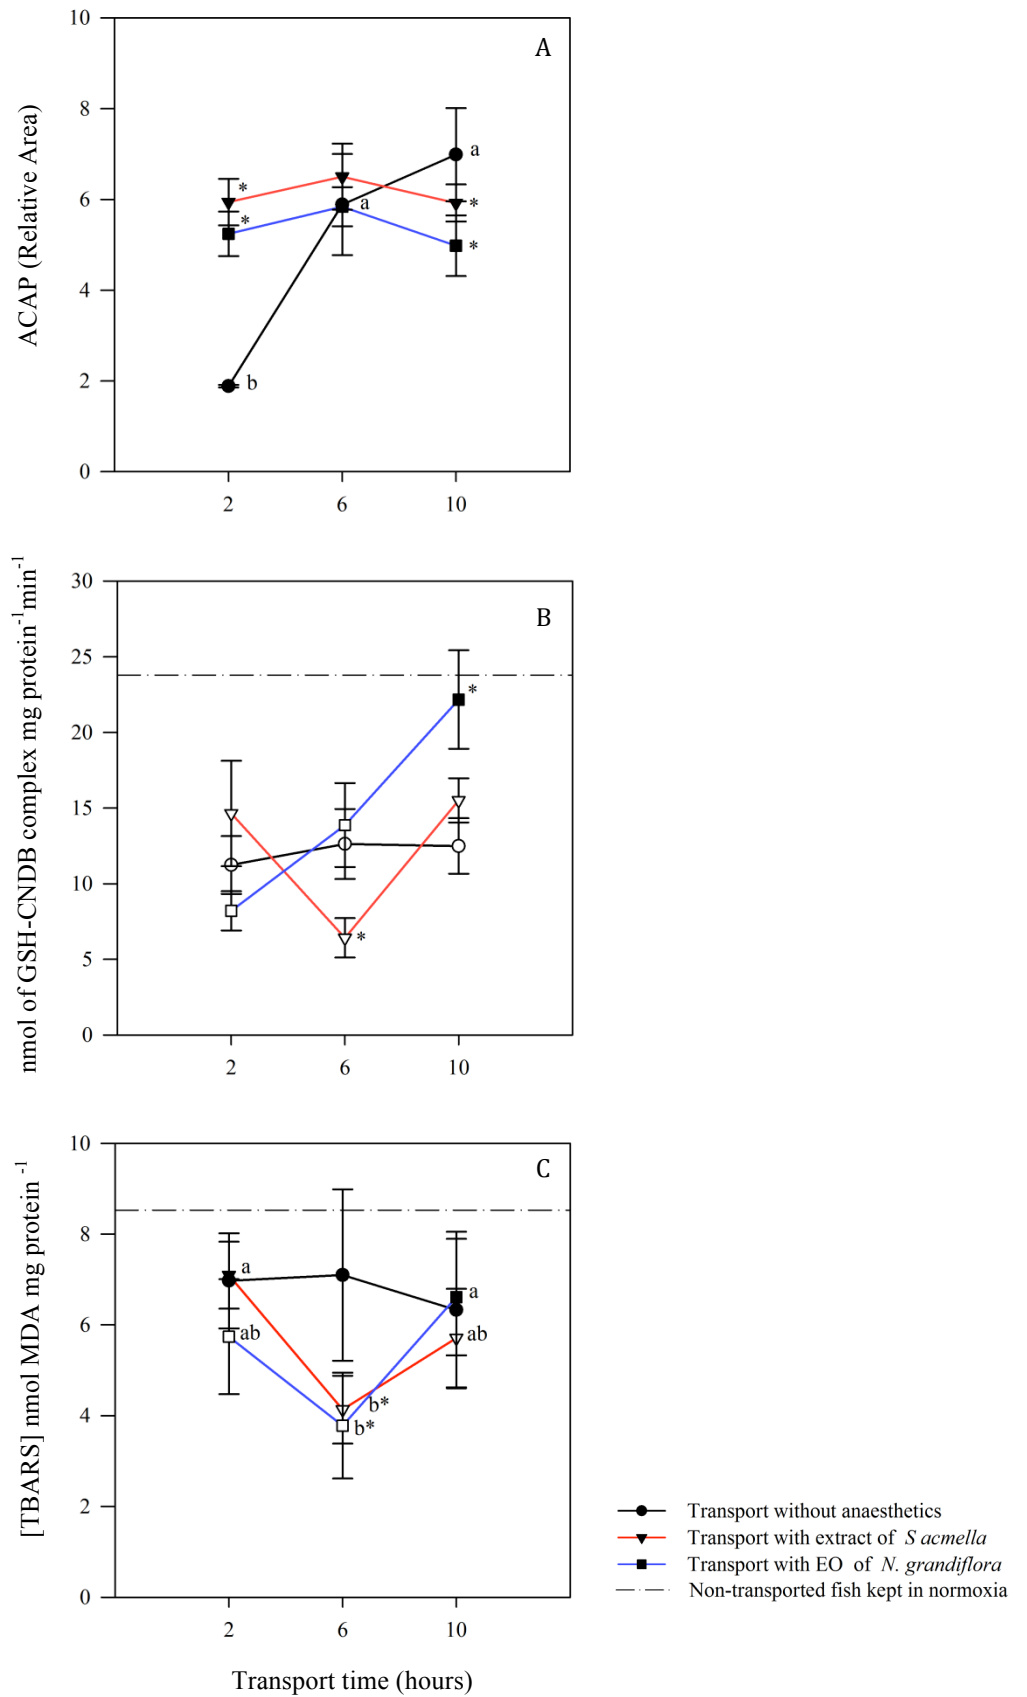 A
ACAP (Relative Area)
10
8
6
4
2
0
*
*
b
a
a
*
*
2 6 10
B
nmol of GSH-CNDB complex mg protein⁻¹min⁻¹
30
25
20
15
10
5
0
*
*
2 6 10
C
[TBARS] nmol MDA mg protein ⁻¹
10
8
6
4
2
0
a
ab
b*
b*
a
ab
2 6 10
Transport time (hours)
Transport without anaesthetics
Transport with extract of S acmella
Transport with EO of N. grandiflora
Non-transported fish kept in normoxia